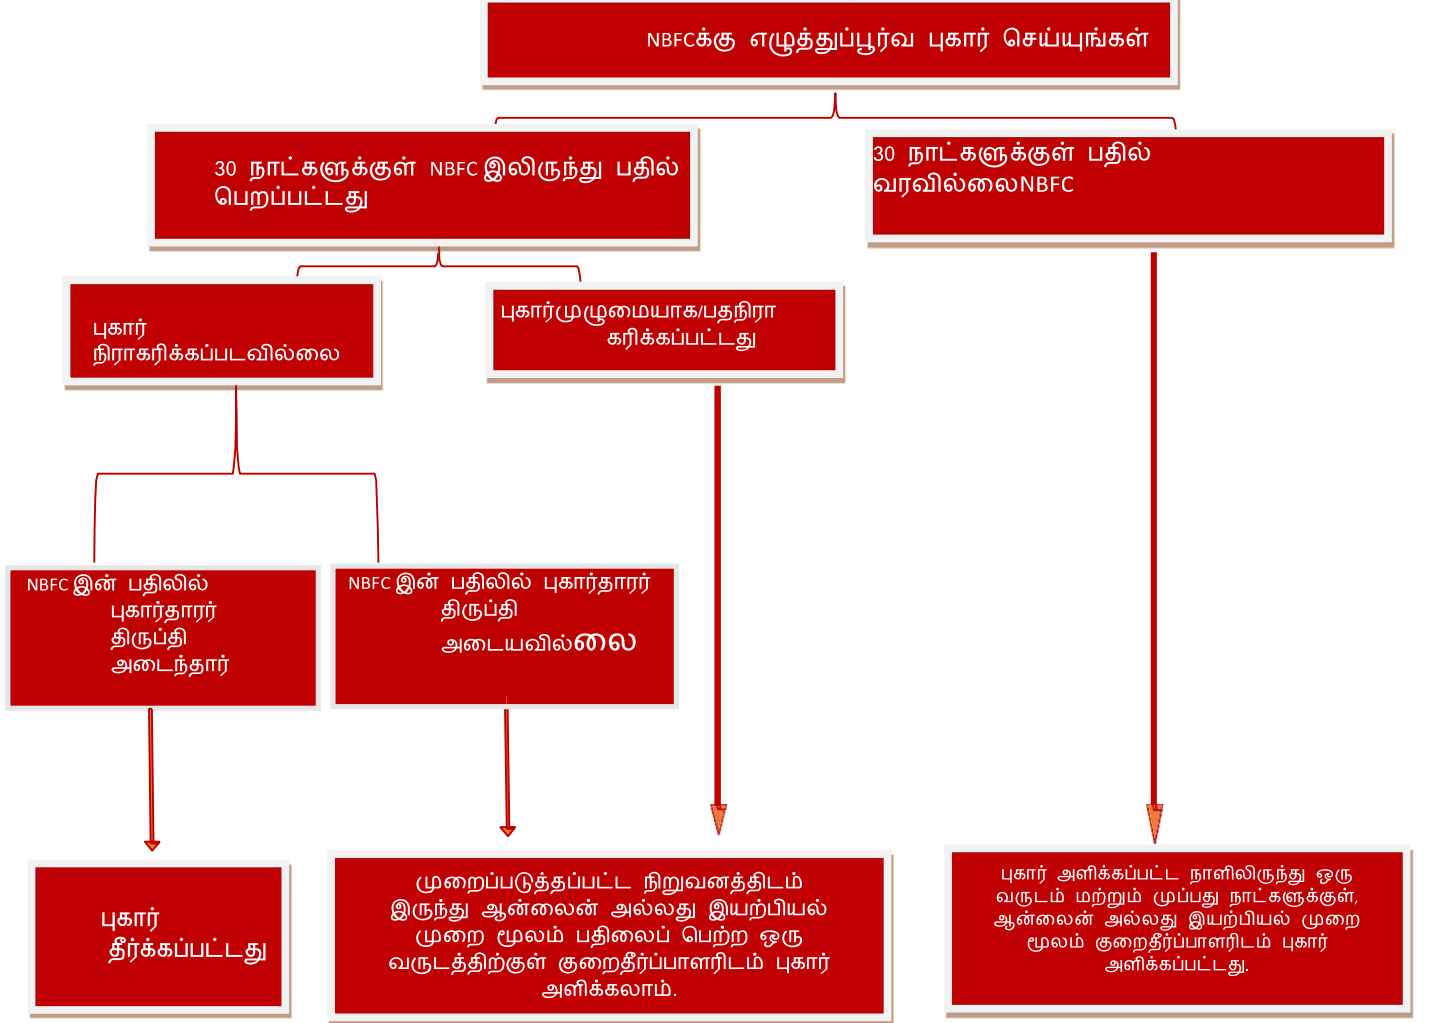 NBFCக்கு எழுத்துப்பூர்வ புகார் செய்யுங்கள்
30 நாட்களுக்குள் NBFC இலிருந்து பதில்
பெறப்பட்டது
30 நாட்களுக்குள் பதில்
வரவில்லைNBFC
புகார்
நிராகரிக்கப்படவில்லை
புகார்முழுமையாக/பதநிரா
கரிக்கப்பட்டது
NBFC இன் பதிலில்
புகார்தாரர்
திருப்தி
அடைந்தார்
NBFC இன் பதிலில் புகார்தாரர்
திருப்தி
அடையவில்லை
புகார்
தீர்க்கப்பட்டது
முறைப்படுத்தப்பட்ட நிறுவனத்திடம்
இருந்து ஆன்லைன் அல்லது இயற்பியல்
முறை மூலம் பதிலைப் பெற்ற ஒரு
வருடத்திற்குள் குறைதீர்ப்பாளரிடம் புகார்
அளிக்கலாம்.
புகார் அளிக்கப்பட்ட நாளிலிருந்து ஒரு
வருடம் மற்றும் முப்பது நாட்களுக்குள்,
ஆன்லைன் அல்லது இயற்பியல் முறை
மூலம் குறைதீர்ப்பாளரிடம் புகார்
அளிக்கப்பட்டது.